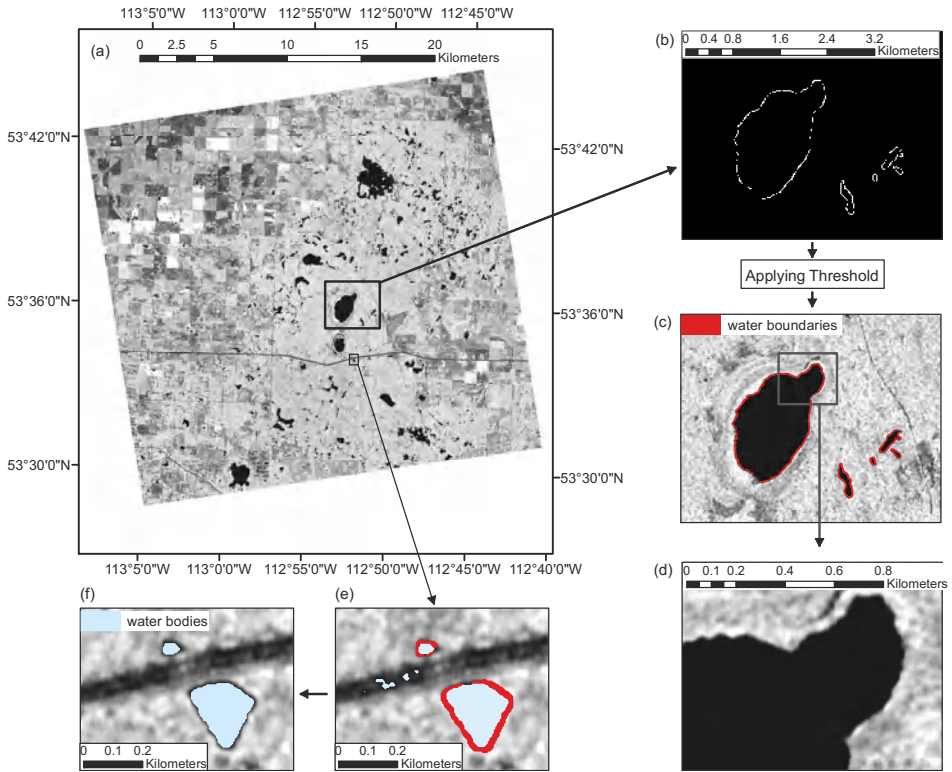 113°5'0"W 112°55'0"W 112°50'0"W 112°45'0"W
(a)
0 2.5 5 10 15 20
Kilometers
53°42'0"N
53°36'0"N
53°30'0"N
53°42'0"N
53°36'0"N
53°30'0"N
113°5'0"W 113°0'0"W 112°55'0"W 112°50'0"W 112°45'0"W 112°40'0"W
(b)
0 0.4 0.8 1.6 2.4 3.2
Kilometers
Applying Threshold
(c)
water boundaries
(d)
0 0.1 0.2 0.4 0.6 0.8
Kilometers
(f)
water bodies
0 0.1 0.2
Kilometers
(e)
0 0.1 0.2
Kilometers